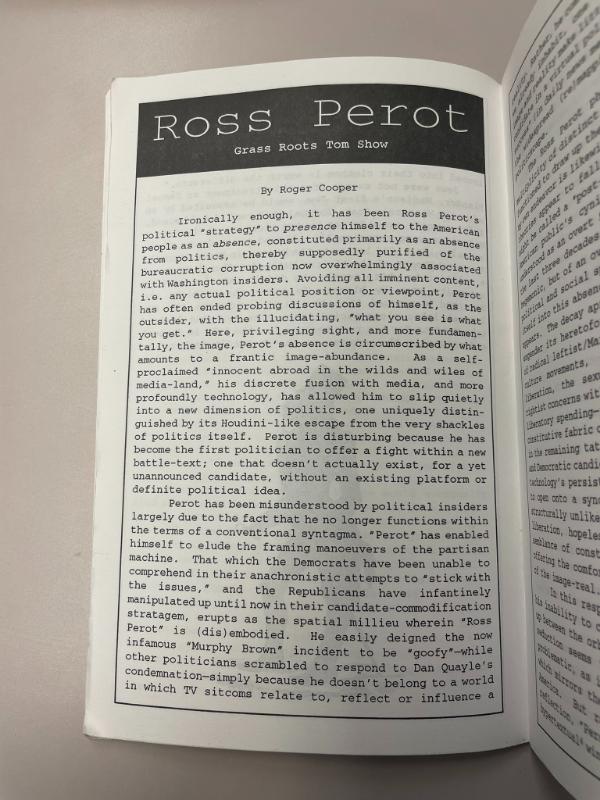 Ross Perot
Grass Roots Tom Show
By Roger Cooper
Ironically enough, it has been Ross Perot's
political "strategy" to presence himself to the American
people as an absence, constituted primarily as an absence
from politics, thereby supposedly purified of the
bureaucratic corruption now overwhelmingly associated
with Washington insiders. Avoiding all imminent content,
i.e. any actual political position or viewpoint, Perot
has often ended probing discussions of himself, as the
outsider, with the illucidating, "what you see is what
you get." Here, privileging sight, and more fundamen-
tally, the image, Perot's absence is circumscribed by what
amounts to a frantic image-abundance. As a self-
proclaimed "innocent abroad in the wilds and wiles of
media-land," his discrete fusion with media, and more
profoundly technology, has allowed him to slip quietly
into a new dimension of politics, one uniquely distin-
guished by its Houdini-like escape from the very shackles
of politics itself. Perot is disturbing because he has
become the first politician to offer a fight within a new
battle-text; one that doesn't actually exist, for a yet
unannounced candidate, without an existing platform or
definite political idea.
Perot has been misunderstood by political insiders
largely due to the fact that he no longer functions within
the terms of a conventional syntagma. "Perot" has enabled
himself to elude the framing manoeuvers of the partisan
machine. That which the Democrats have been unable to
comprehend in their anachronistic attempts to "stick with
the issues," and the Republicans have infantinely
manipulated up until now in their candidate-commodification
stratagem, erupts as the spatial millieu wherein "Ross
Perot" is (dis)embodied. He easily deigned the now
infamous "Murphy Brown" incident to be "goofy"—while
other politicians scrambled to respond to Dan Quayle's
condemnation—simply because he doesn't belong to a world
in which TV sitcoms relate to, reflect or influence a